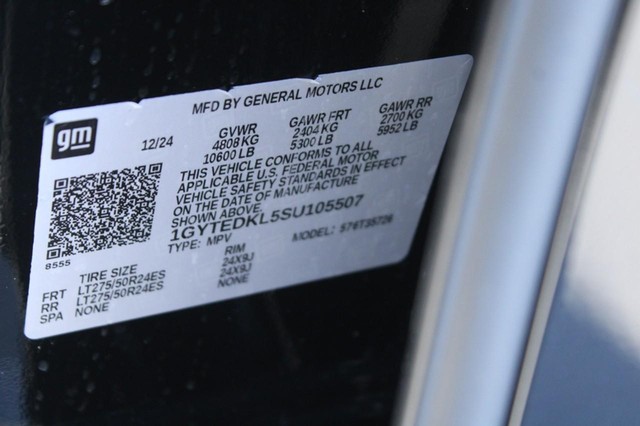 MFD BY GENERAL MOTORS LLC
gm
12/24
GVWR GAWR FRT GAWR RR
4808 KG 2404 KG 2700 KG
10600 LB 5300 LB 5952 LB
THIS VEHICLE CONFORMS TO ALL
APPLICABLE U.S. FEDERAL MOTOR
VEHICLE SAFETY STANDARDS IN EFFECT
ON THE DATE OF MANUFACTURE
SHOWN ABOVE.
1GYTEDKL5SU105507
TYPE: MPV MODEL:
8555
TIRE SIZE RIM
FRT LT275/50R24ES 24X9J
RR LT275/50R24ES 24X9J
SPA NONE NONE